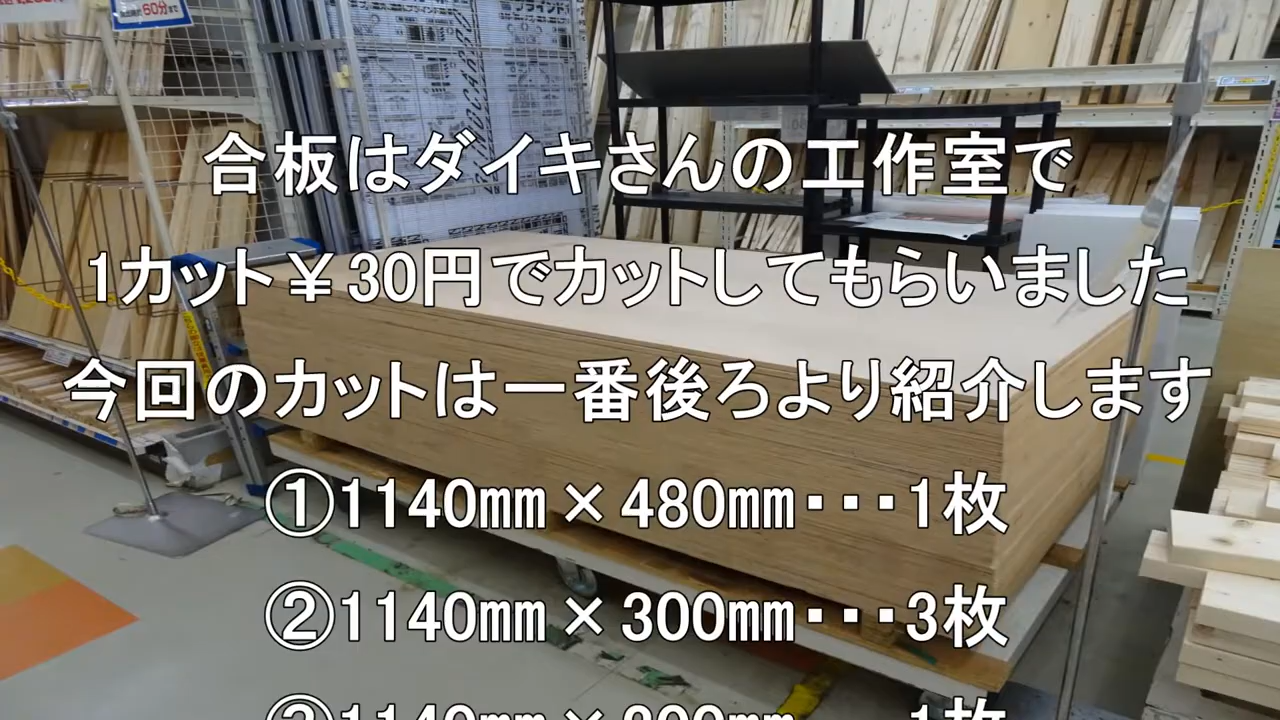 60分
合板はダイキさんの工作室で
1カット￥30円でカットしてもらいました
今回のカットは一番後ろより紹介します
①1140㎜×480㎜･･･1枚
②1140㎜×300㎜･･･3枚